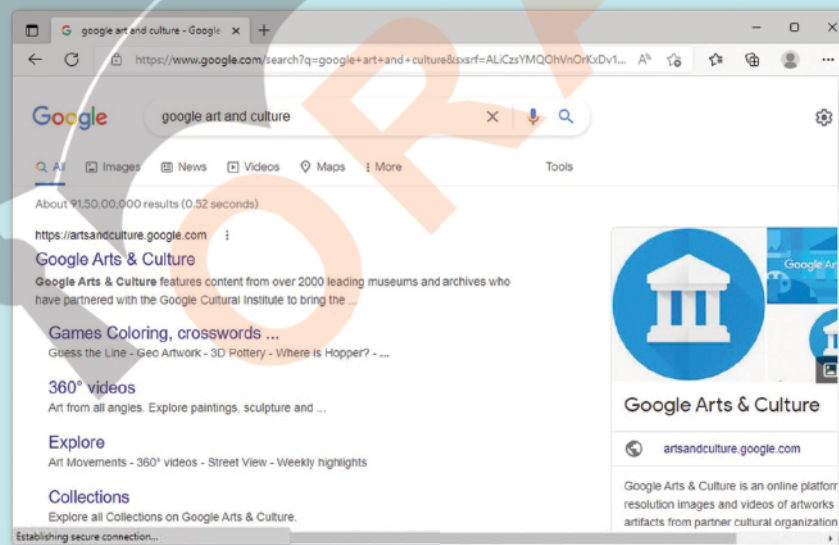 google art and culture - Google
https://www.google.com/search?q=google+art+and+culture&sxsrf=ALiCzsYMQOhVnOrKxDv1...
Google
google art and culture
All Images News Videos Maps More Tools
About 91,50,00,000 results (0.52 seconds)
https://artsandculture.google.com
Google Arts & Culture
Google Arts & Culture features content from over 2000 leading museums and archives who
have partnered with the Google Cultural Institute to bring the ...
Games Coloring, crosswords ...
Guess the Line - Geo Artwork - 3D Pottery - Where is Hopper? - ...
360° videos
Art from all angles. Explore paintings, sculpture and ...
Explore
Art Movements - 360° videos - Street View - Weekly highlights
Collections
Explore all Collections on Google Arts & Culture.
Establishing secure connection...
Google Ar
Google Arts & Culture
artsandculture.google.com
Google Arts & Culture is an online platform
resolution images and videos of artworks
artifacts from partner cultural organization